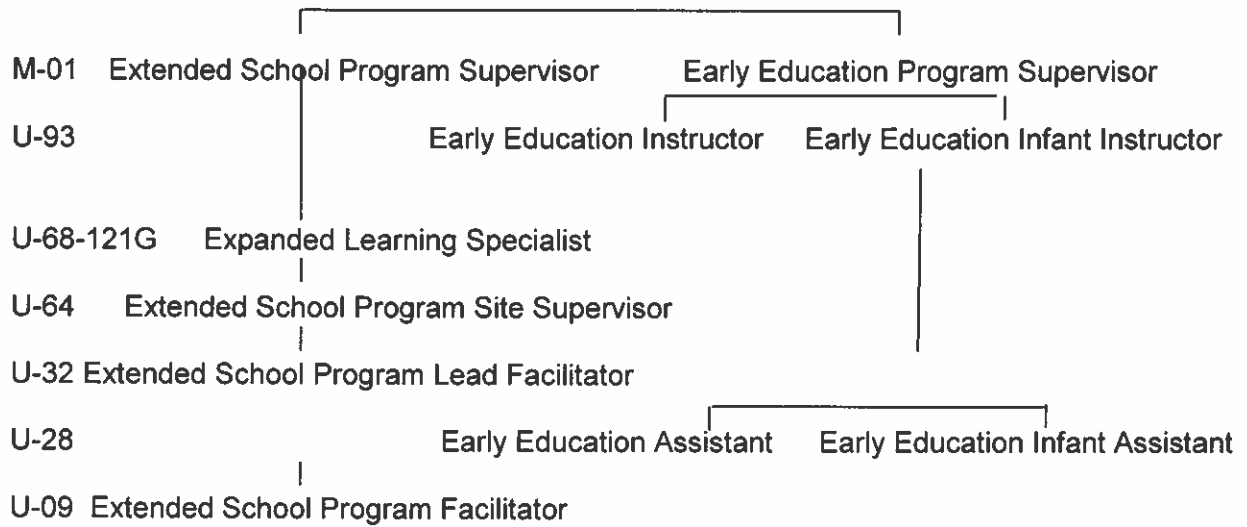 M-01 Extended School Program Supervisor Early Education Program Supervisor
U-93 Early Education Instructor Early Education Infant Instructor
U-68-121G Expanded Learning Specialist
U-64 Extended School Program Site Supervisor
U-32 Extended School Program Lead Facilitator
U-28 Early Education Assistant Early Education Infant Assistant
U-09 Extended School Program Facilitator